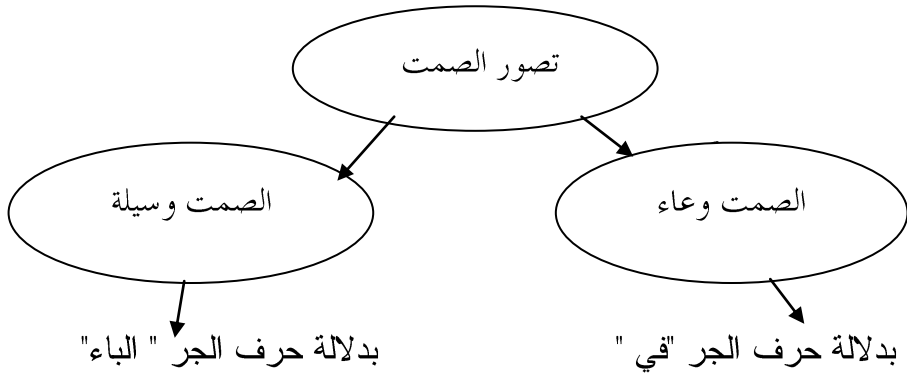 تصور الصمت
الصمت وعاء
الصمت وسيلة
بدلالة حرف الجر "في "
بدلالة حرف الجر " الباء"